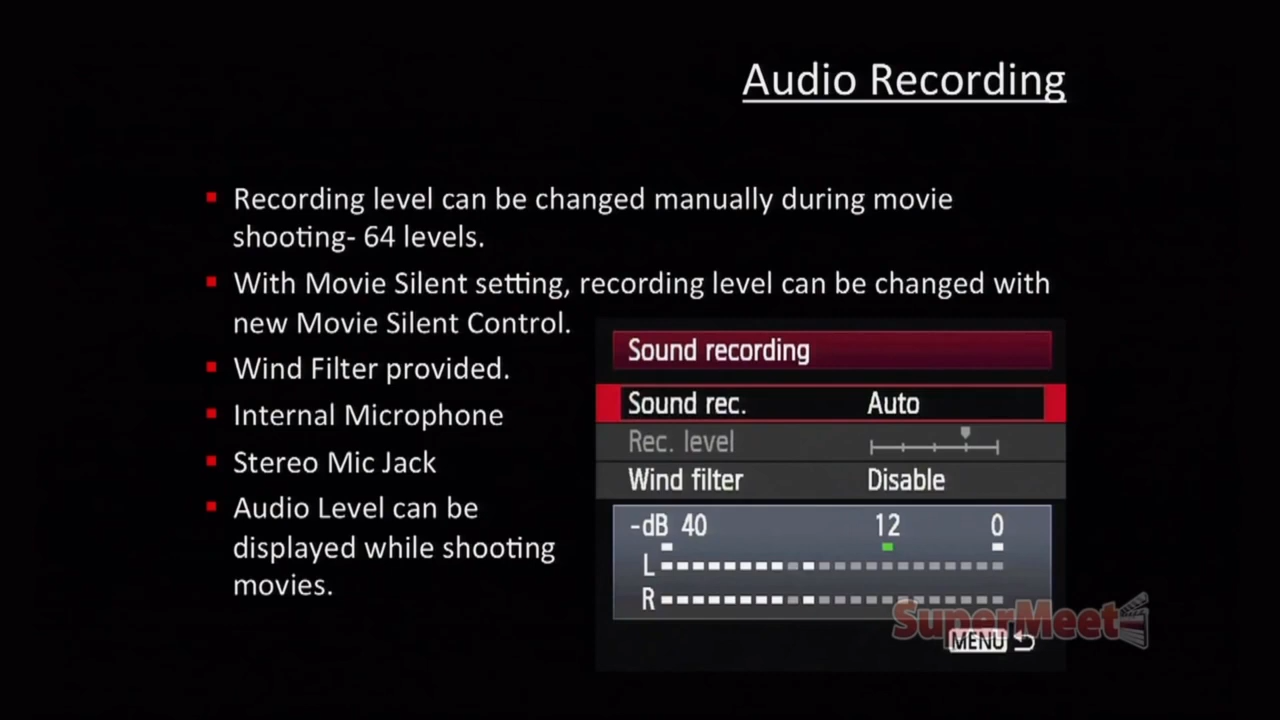 Audio Recording
Recording level can be changed manually during movie
shooting- 64 levels.
With Movie Silent setting, recording level can be changed with
new Movie Silent Control.
Wind Filter provided.
Internal Microphone
Stereo Mic Jack
Audio Level can be
displayed while shooting
movies.
Sound recording
Sound rec. Auto
Rec. level
Wind filter Disable
-dB 40 12 0
L
R
SuperMeet
MENU